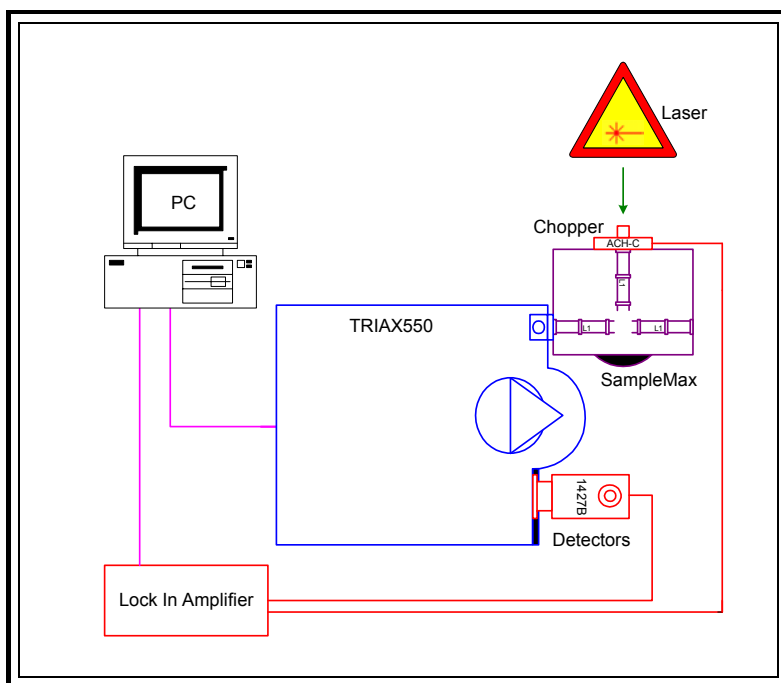 Laser
PC
Chopper
ACH-C
L1
TRIAX550
L1
L1
SampleMax
1427B
Detectors
Lock In Amplifier